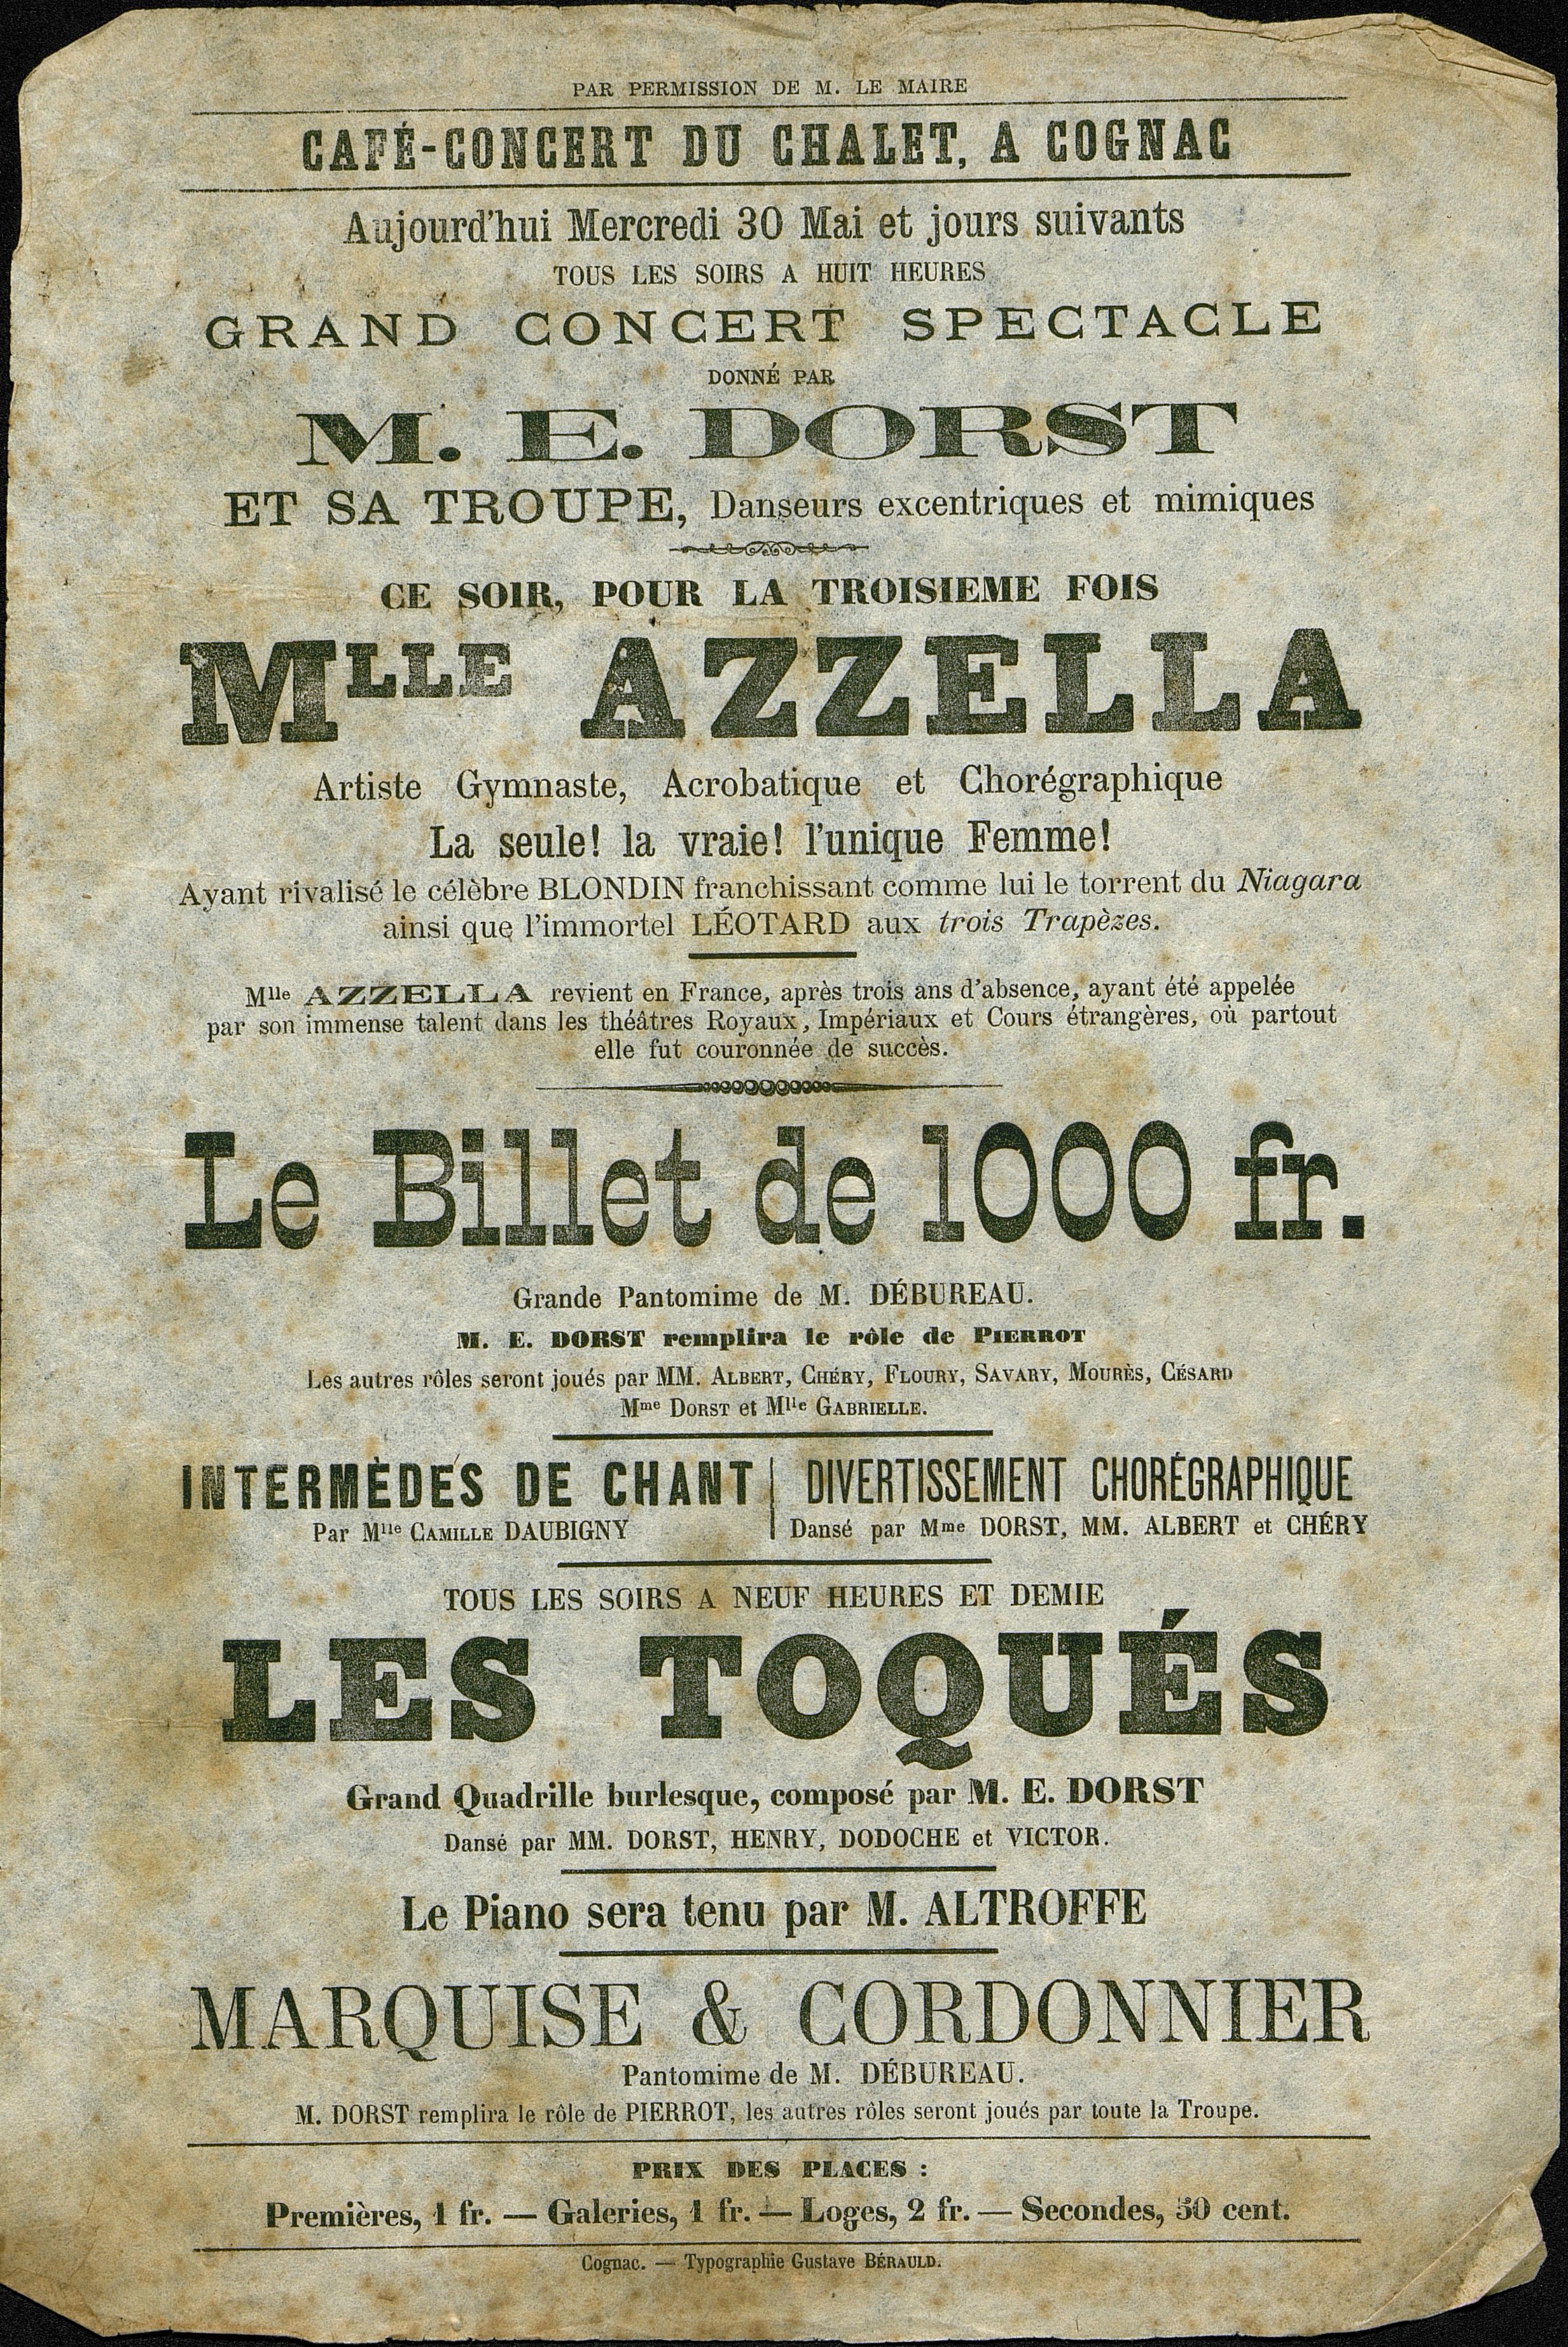 PAR PERMISSION DE M. LE MAIRE
CAFÉ-CONCERT DU CHALET, A COGNAC
Aujourd'hui Mercredi 30 Mai et jours suivants
TOUS LES SOIRS A HUIT HEURES
GRAND CONCERT SPECTACLE
DONNÉ PAR
M. E. DORST
ET SA TROUPE, Danseurs excentriques et mimiques
CE SOIR, POUR LA TROISIEME FOIS
MLLE AZZELLA
Artiste Gymnaste, Acrobatique et Chorégraphique
La seule! la vraie! l'unique Femme!
Ayant rivalisé le célèbre BLONDIN franchissant comme lui le torrent du Niagara
ainsi que l'immortel LÉOTARD aux trois Trapèzes.
Mlle AZZELLA revient en France, après trois ans d'absence, ayant été appelée
par son immense talent dans les théâtres Royaux, Impériaux et Cours étrangères, où partout
elle fut couronnée de succès.
Le Billet de 1000 fr.
Grande Pantomime de M. DÉBUREAU.
M. E. DORST remplira le rôle de PIERROT
Les autres rôles seront joués par MM. ALBERT, CHÉRY, FLOURY, SAVARY, MOURÈS, CÉSARD
Mme DORST et Mlle GABRIELLE.
INTERMÈDES DE CHANT
Par Mlle CAMILLE DAUBIGNY
DIVERTISSEMENT CHORÉGRAPHIQUE
Dansé par Mme DORST, MM. ALBERT et CHÉRY
TOUS LES SOIRS A NEUF HEURES ET DEMIE
LES TOQUÉS
Grand Quadrille burlesque, composé par M. E. DORST
Dansé par MM. DORST, HENRY, DODOCHE et VICTOR.
Le Piano sera tenu par M. ALTROFFE
MARQUISE & CORDONNIER
Pantomime de M. DÉBUREAU.
M. DORST remplira le rôle de PIERROT, les autres rôles seront joués par toute la Troupe.
PRIX DES PLACES :
Premières, 1 fr. — Galeries, 1 fr. — Loges, 2 fr. — Secondes, 50 cent.
Cognac. — Typographie Gustave BÉRAULD.